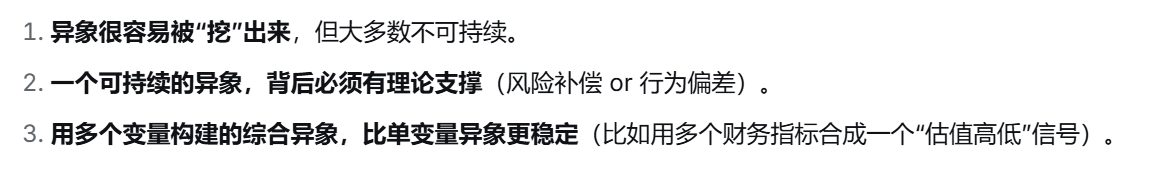 1. 异象很容易被“挖”出来，但大多数不可持续。
2. 一个可持续的异象，背后必须有理论支撑（风险补偿 or 行为偏差）。
3. 用多个变量构建的综合异象，比单变量异象更稳定（比如用多个财务指标合成一个“估值高低”信号）。